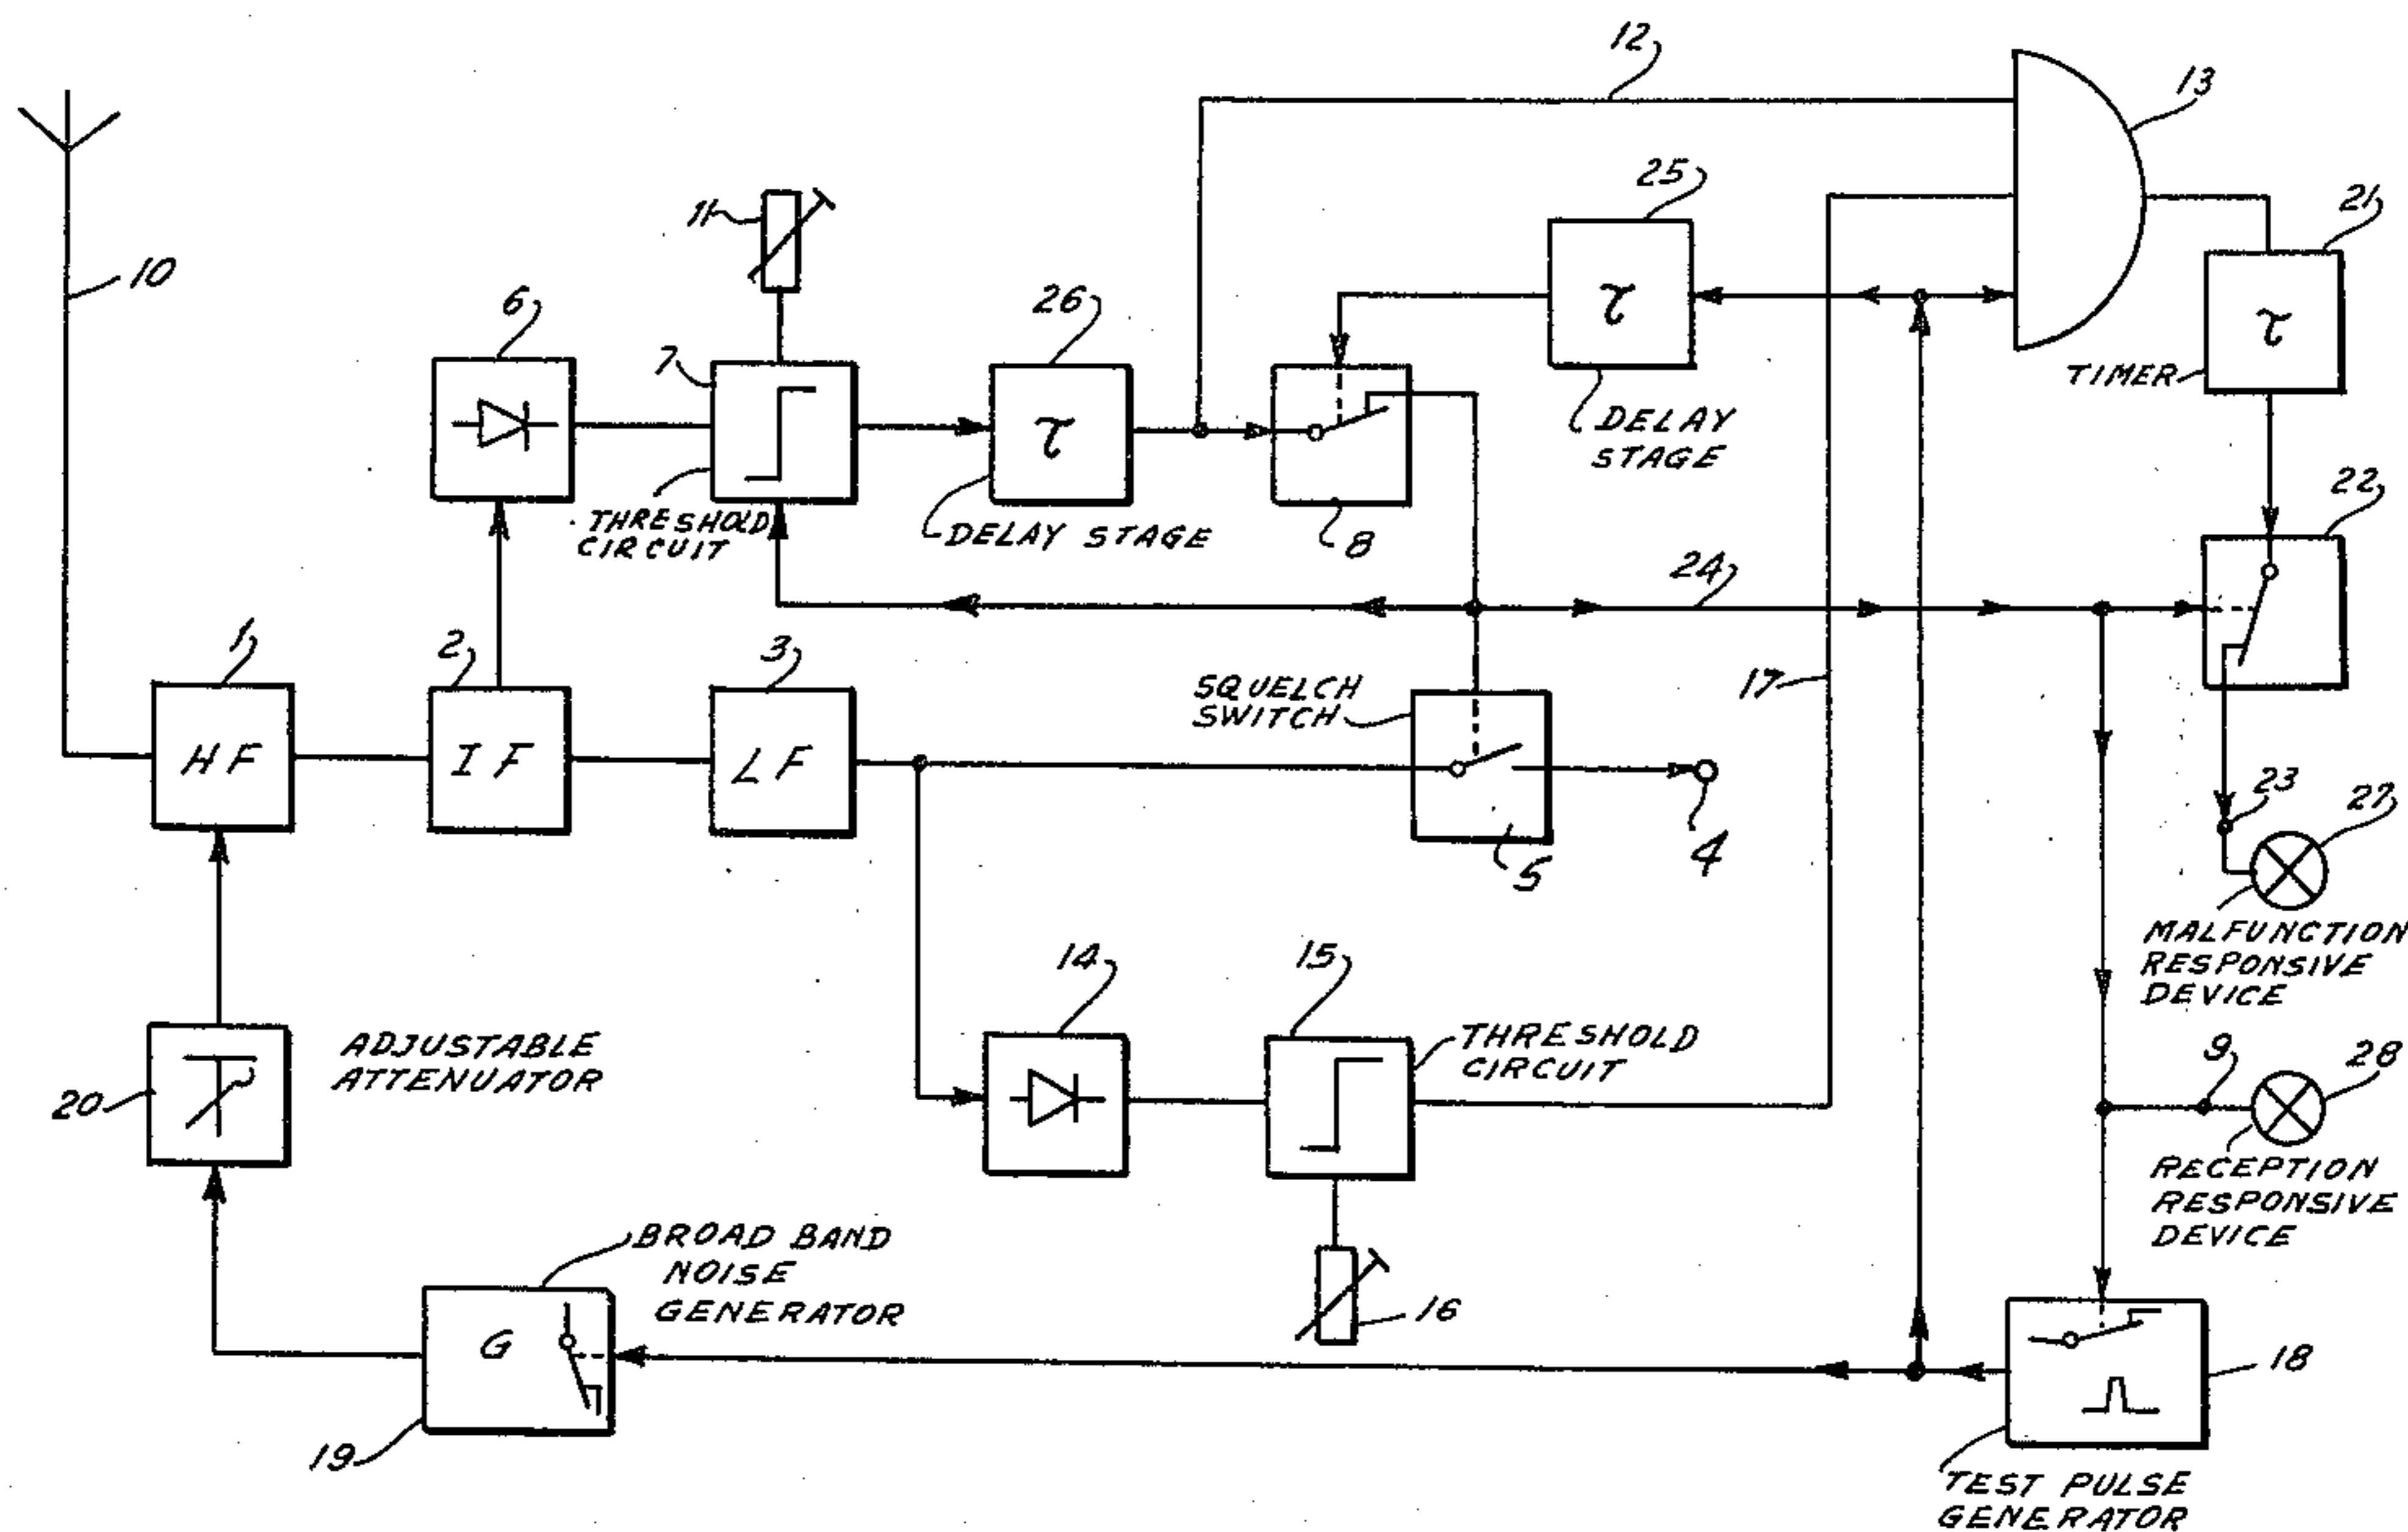 12
13
25
21
11
10
26
6
τ
τ
7
TIMER
τ
DELAY
STAGE
THRESHOLD
CIRCUIT
DELAY STAGE
8
22
24
1
2
3
SQUELCH
SWITCH
17
HF
IF
LF
23
27
4
5
MALFUNCTION
RESPONSIVE
DEVICE
14
15
ADJUSTABLE
ATTENUATOR
THRESHOLD
CIRCUIT
9
28
20
RECEPTION
RESPONSIVE
DEVICE
BROAD BAND
NOISE
GENERATOR
16
G
18
19
TEST PULSE
GENERATOR